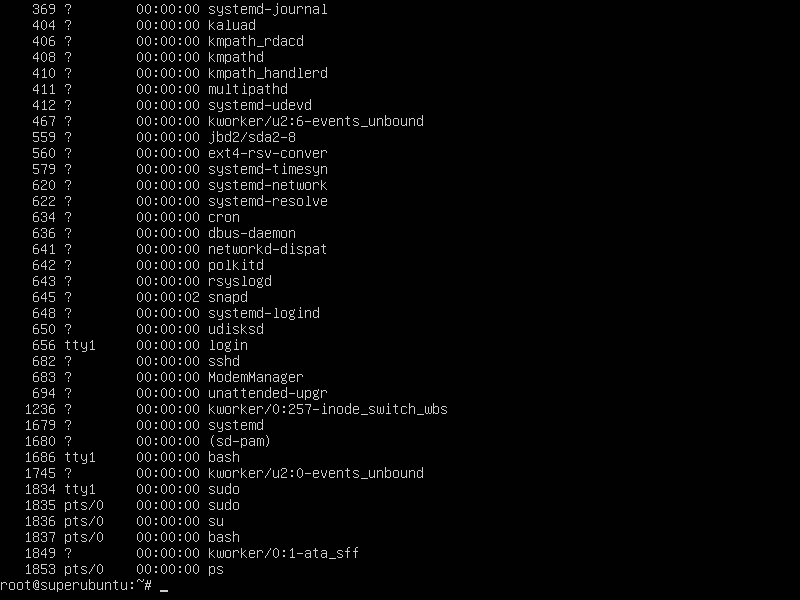 369 ? 00:00:00 systemd-journal
404 ? 00:00:00 kaluad
406 ? 00:00:00 kmpath_rdacd
408 ? 00:00:00 kmpathd
410 ? 00:00:00 kmpath_handlerd
411 ? 00:00:00 multipathd
412 ? 00:00:00 systemd-udevd
467 ? 00:00:00 kworker/u2:6-events_unbound
559 ? 00:00:00 jbd2/sda2-8
560 ? 00:00:00 ext4-rsv-conver
579 ? 00:00:00 systemd-timesyn
620 ? 00:00:00 systemd-network
622 ? 00:00:00 systemd-resolve
634 ? 00:00:00 cron
636 ? 00:00:00 dbus-daemon
641 ? 00:00:00 networkd-dispat
642 ? 00:00:00 polkitd
643 ? 00:00:00 rsyslogd
645 ? 00:00:02 snapd
648 ? 00:00:00 systemd-logind
650 ? 00:00:00 udisksd
656 tty1 00:00:00 login
682 ? 00:00:00 sshd
683 ? 00:00:00 ModemManager
694 ? 00:00:00 unattended-upgr
1236 ? 00:00:00 kworker/0:257-inode_switch_wbs
1679 ? 00:00:00 systemd
1680 ? 00:00:00 (sd-pam)
1686 tty1 00:00:00 bash
1745 ? 00:00:00 kworker/u2:0-events_unbound
1834 tty1 00:00:00 sudo
1835 pts/0 00:00:00 sudo
1836 pts/0 00:00:00 su
1837 pts/0 00:00:00 bash
1849 ? 00:00:00 kworker/0:1-ata_sff
1853 pts/0 00:00:00 ps
root@superubuntu:~# _